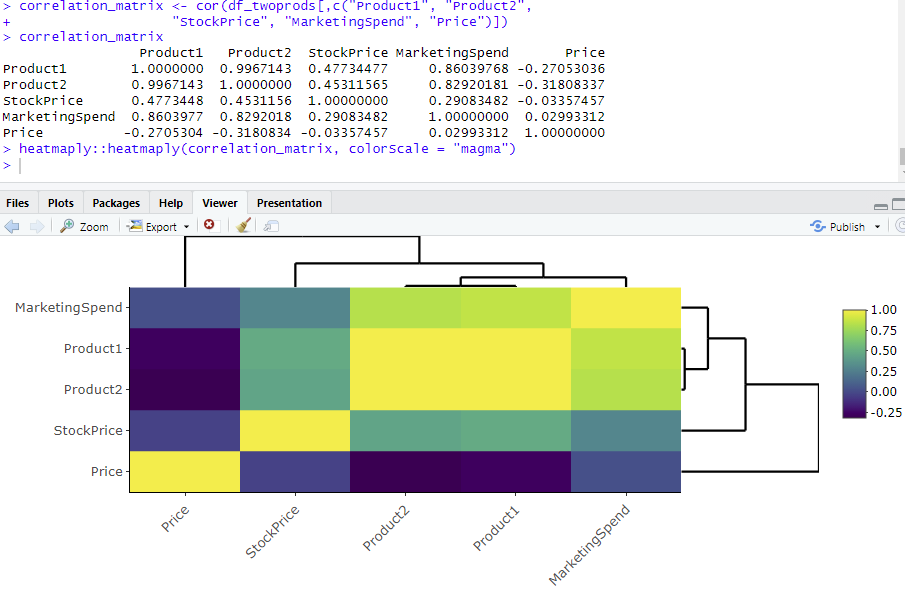 > correlation_matrix <- cor(df_twoprods[,c("Product1", "Product2",
+ "StockPrice", "MarketingSpend", "Price")])
> correlation_matrix
Product1 Product2 StockPrice MarketingSpend Price
Product1 1.0000000 0.9967143 0.47734477 0.86039768 -0.27053036
Product2 0.9967143 1.0000000 0.45311565 0.82920181 -0.31808337
StockPrice 0.4773448 0.4531156 1.00000000 0.29083482 -0.03357457
MarketingSpend 0.8603977 0.8292018 0.29083482 1.00000000 0.02993312
Price -0.2705304 -0.3180834 -0.03357457 0.02993312 1.00000000
> heatmaply::heatmaply(correlation_matrix, colorScale = "magma")
>
Files Plots Packages Help Viewer Presentation
Zoom Export Publish
MarketingSpend
Product1
Product2
StockPrice
Price
Price StockPrice Product2 Product1 MarketingSpend
1.00
0.75
0.50
0.25
0.00
-0.25